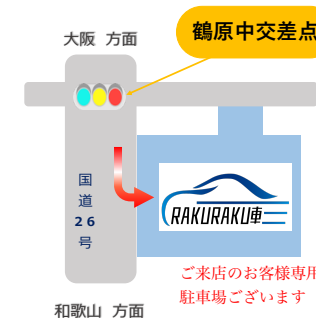 鶴原中交差点
大阪 方面
国道26号
RAKURAKU車
ご来店のお客様専用
駐車場ございます
和歌山 方面